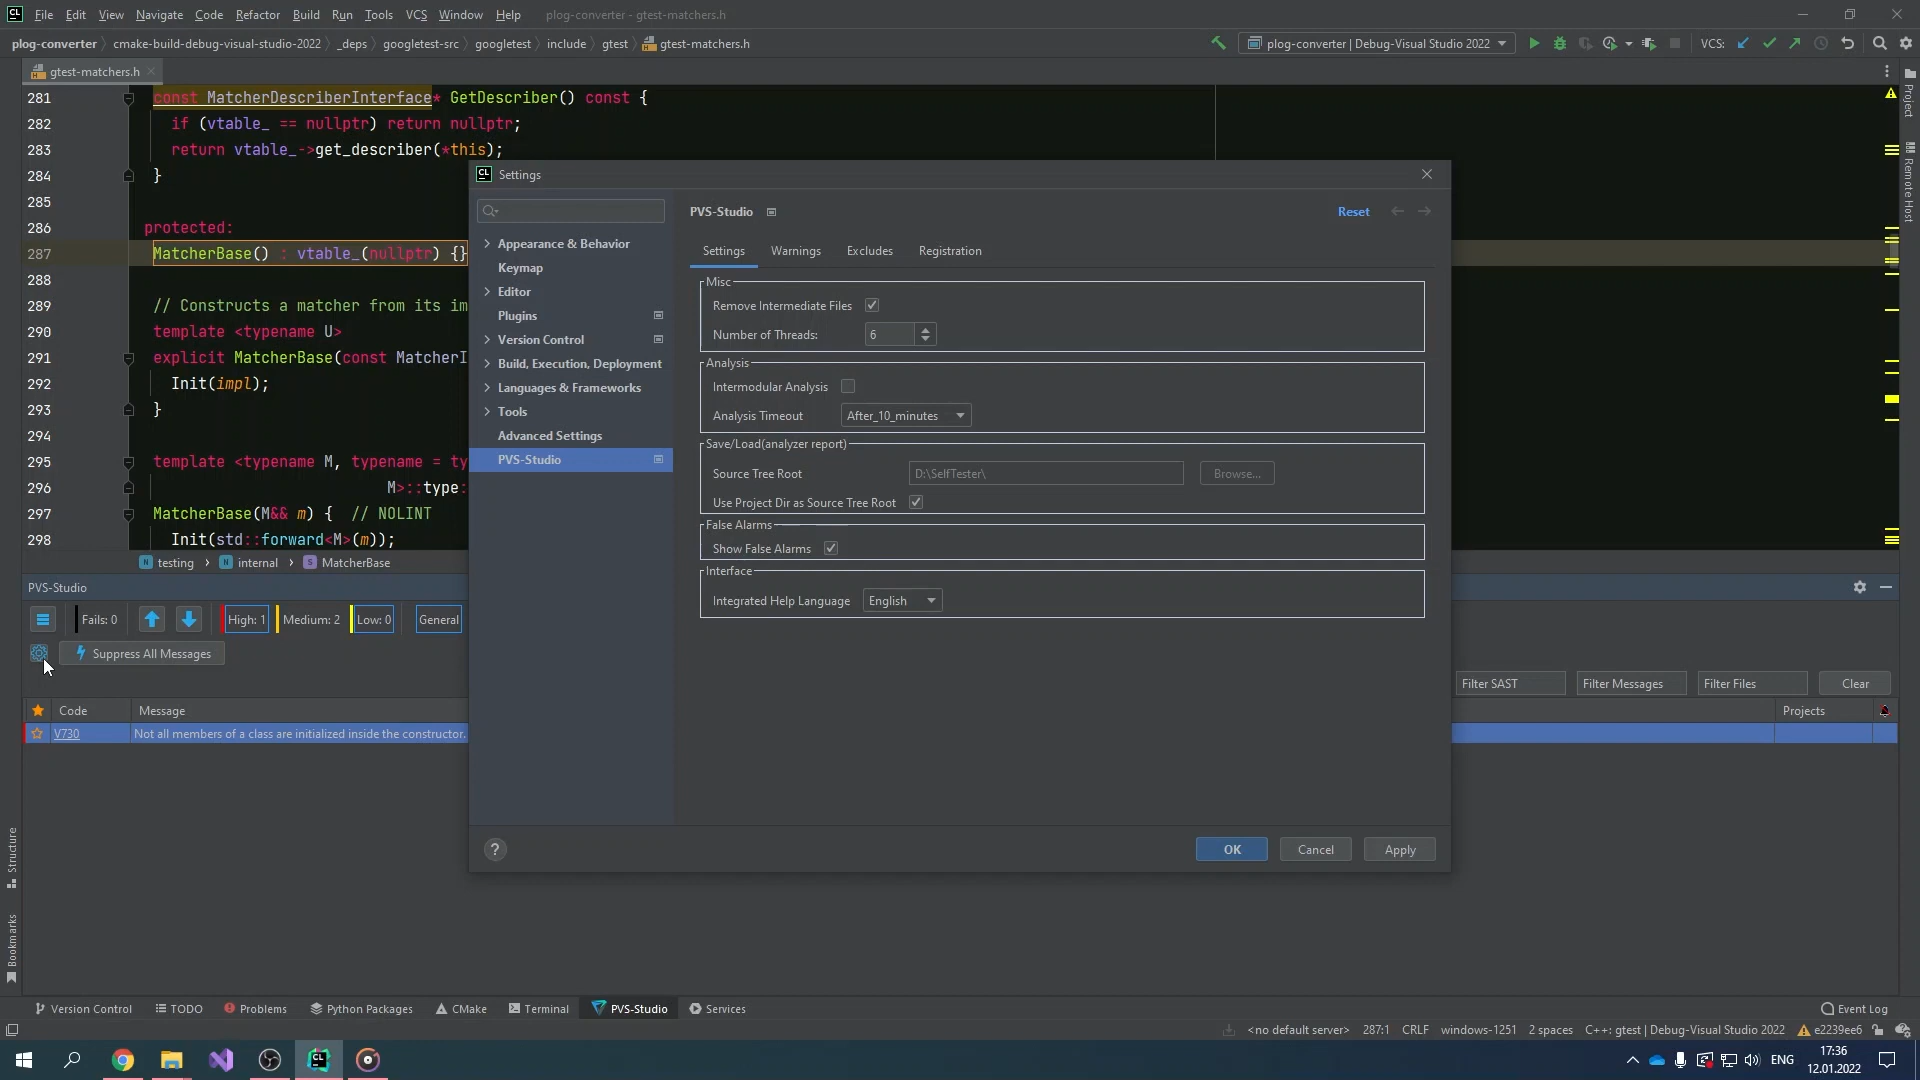 CL File Edit View Navigate Code Refactor Build Run Tools VCS Window Help plog-converter - gtest-matchers.h
plog-converter cmake-build-debug-visual-studio-2022 _deps googletest-src googletest include gtest gtest-matchers.h
plog-converter | Debug-Visual Studio 2022 VCS:
gtest-matchers.h
281 const MatcherDescriberInterface* GetDescriber() const {
282 if (vtable_ == nullptr) return nullptr;
283 return vtable_->get_describer(*this);
284 }
285
286 protected:
287 MatcherBase() : vtable_(nullptr) {}
288
289 // Constructs a matcher from its im
290 template <typename U>
291 explicit MatcherBase(const MatcherI
292 Init(impl);
293 }
294
295 template <typename M, typename = ty
296 M>::type:
297 MatcherBase(M&& m) { // NOLINT
298 Init(std::forward<M>(m));
testing internal S MatcherBase
Project
Remote Host
CL Settings
Appearance & Behavior
Keymap
Editor
Plugins
Version Control
Build, Execution, Deployment
Languages & Frameworks
Tools
Advanced Settings
PVS-Studio
PVS-Studio Reset
Settings Warnings Excludes Registration
Misc
Remove Intermediate Files
Number of Threads: 6
Analysis
Intermodular Analysis
Analysis Timeout After_10_minutes
Save/Load(analyzer report)
Source Tree Root D:\SelfTester\ Browse...
Use Project Dir as Source Tree Root
False Alarms
Show False Alarms
Interface
Integrated Help Language English
? OK Cancel Apply
PVS-Studio
Fails: 0 High: 1 Medium: 2 Low: 0 General
Suppress All Messages
Filter SAST Filter Messages Filter Files Clear
Code Message Projects
V730 Not all members of a class are initialized inside the constructor.
Structure
Bookmarks
Version Control TODO Problems Python Packages CMake Terminal PVS-Studio Services Event Log
<no default server> 287:1 CRLF windows-1251 2 spaces C++: gtest | Debug-Visual Studio 2022 e2239ee6
CL ENG 17:36
12.01.2022